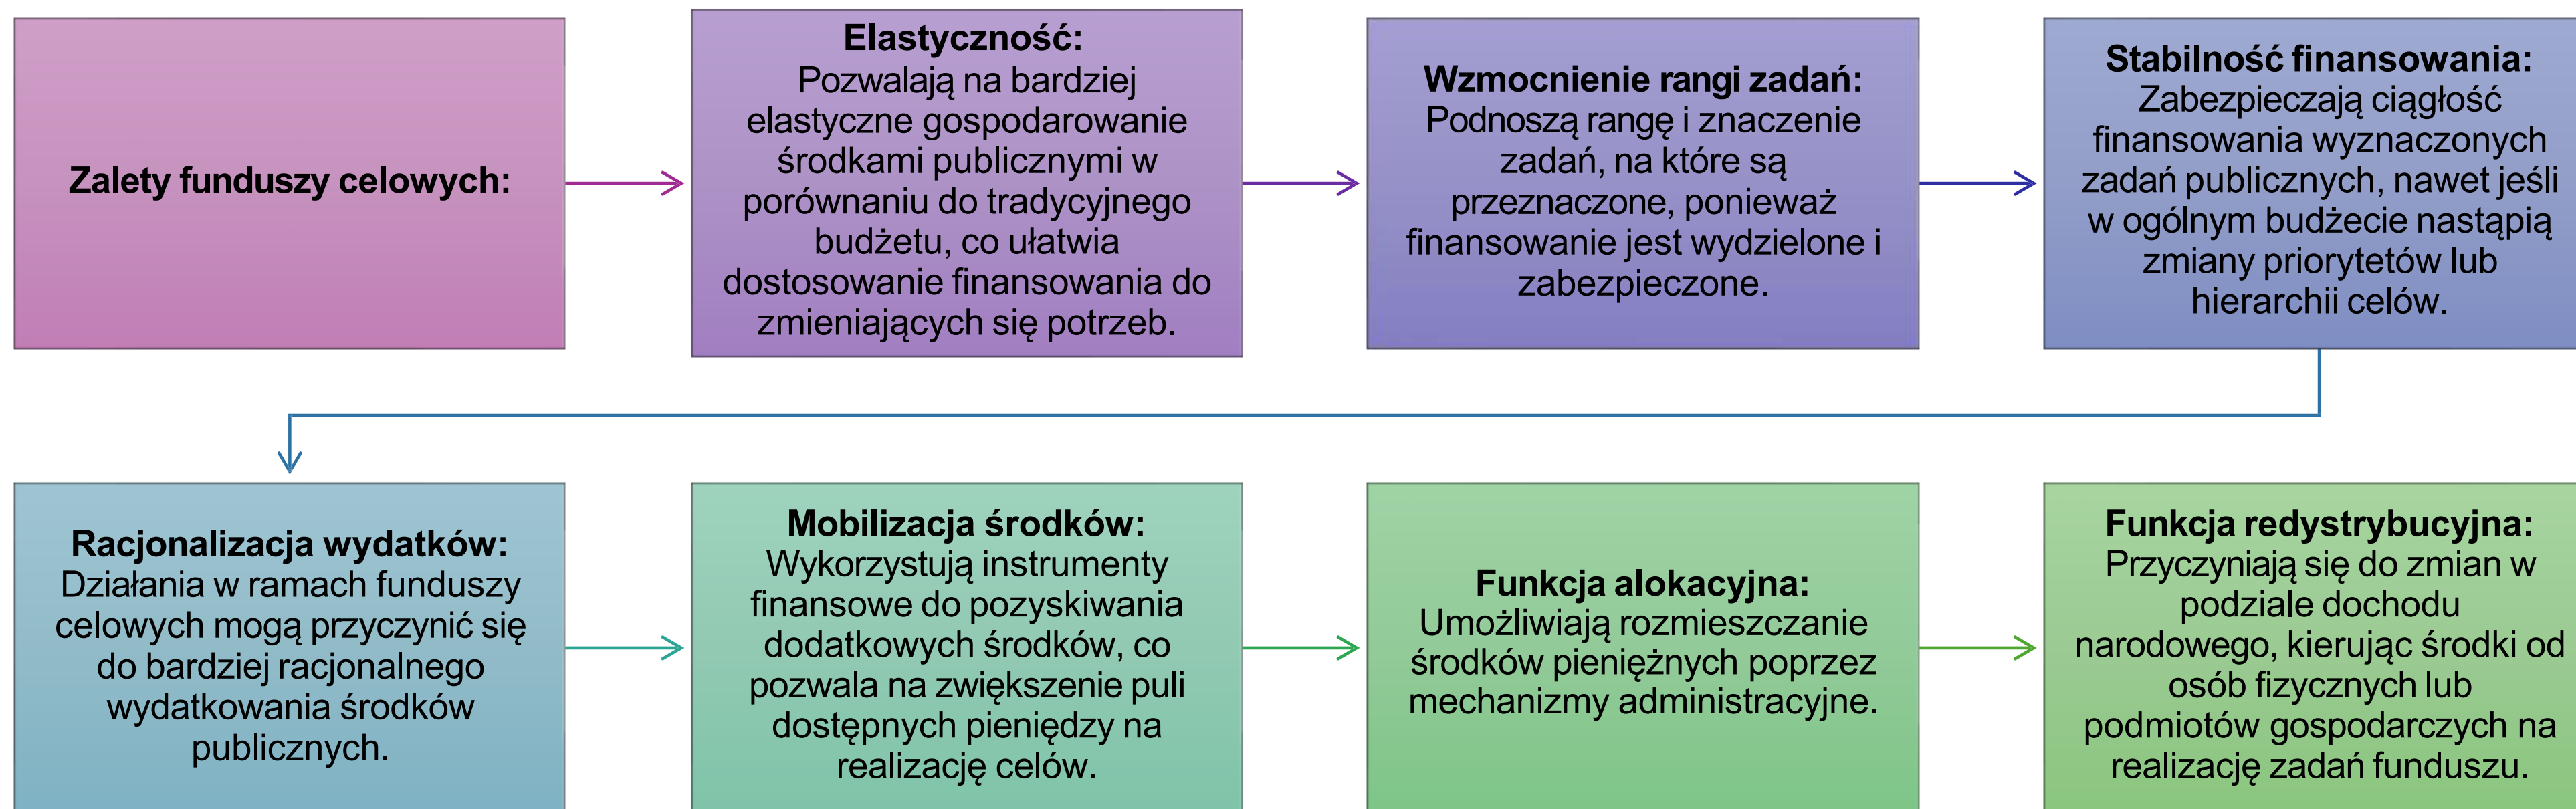 Zalety funduszy celowych:
Elastyczność:
Pozwalają na bardziej
elastyczne gospodarowanie
środkami publicznymi w
porównaniu do tradycyjnego
budżetu, co ułatwia
dostosowanie finansowania do
zmieniających się potrzeb.
Wzmocnienie rangi zadań:
Podnoszą rangę i znaczenie
zadań, na które są
przeznaczone, ponieważ
finansowanie jest wydzielone i
zabezpieczone.
Stabilność finansowania:
Zabezpieczają ciągłość
finansowania wyznaczonych
zadań publicznych, nawet jeśli
w ogólnym budżecie nastąpią
zmiany priorytetów lub
hierarchii celów.
Racjonalizacja wydatków:
Działania w ramach funduszy
celowych mogą przyczynić się
do bardziej racjonalnego
wydatkowania środków
publicznych.
Mobilizacja środków:
Wykorzystują instrumenty
finansowe do pozyskiwania
dodatkowych środków, co
pozwala na zwiększenie puli
dostępnych pieniędzy na
realizację celów.
Funkcja alokacyjna:
Umożliwiają rozmieszczanie
środków pieniężnych poprzez
mechanizmy administracyjne.
Funkcja redystrybucyjna:
Przyczyniają się do zmian w
podziale dochodu
narodowego, kierując środki od
osób fizycznych lub
podmiotów gospodarczych na
realizację zadań funduszu.